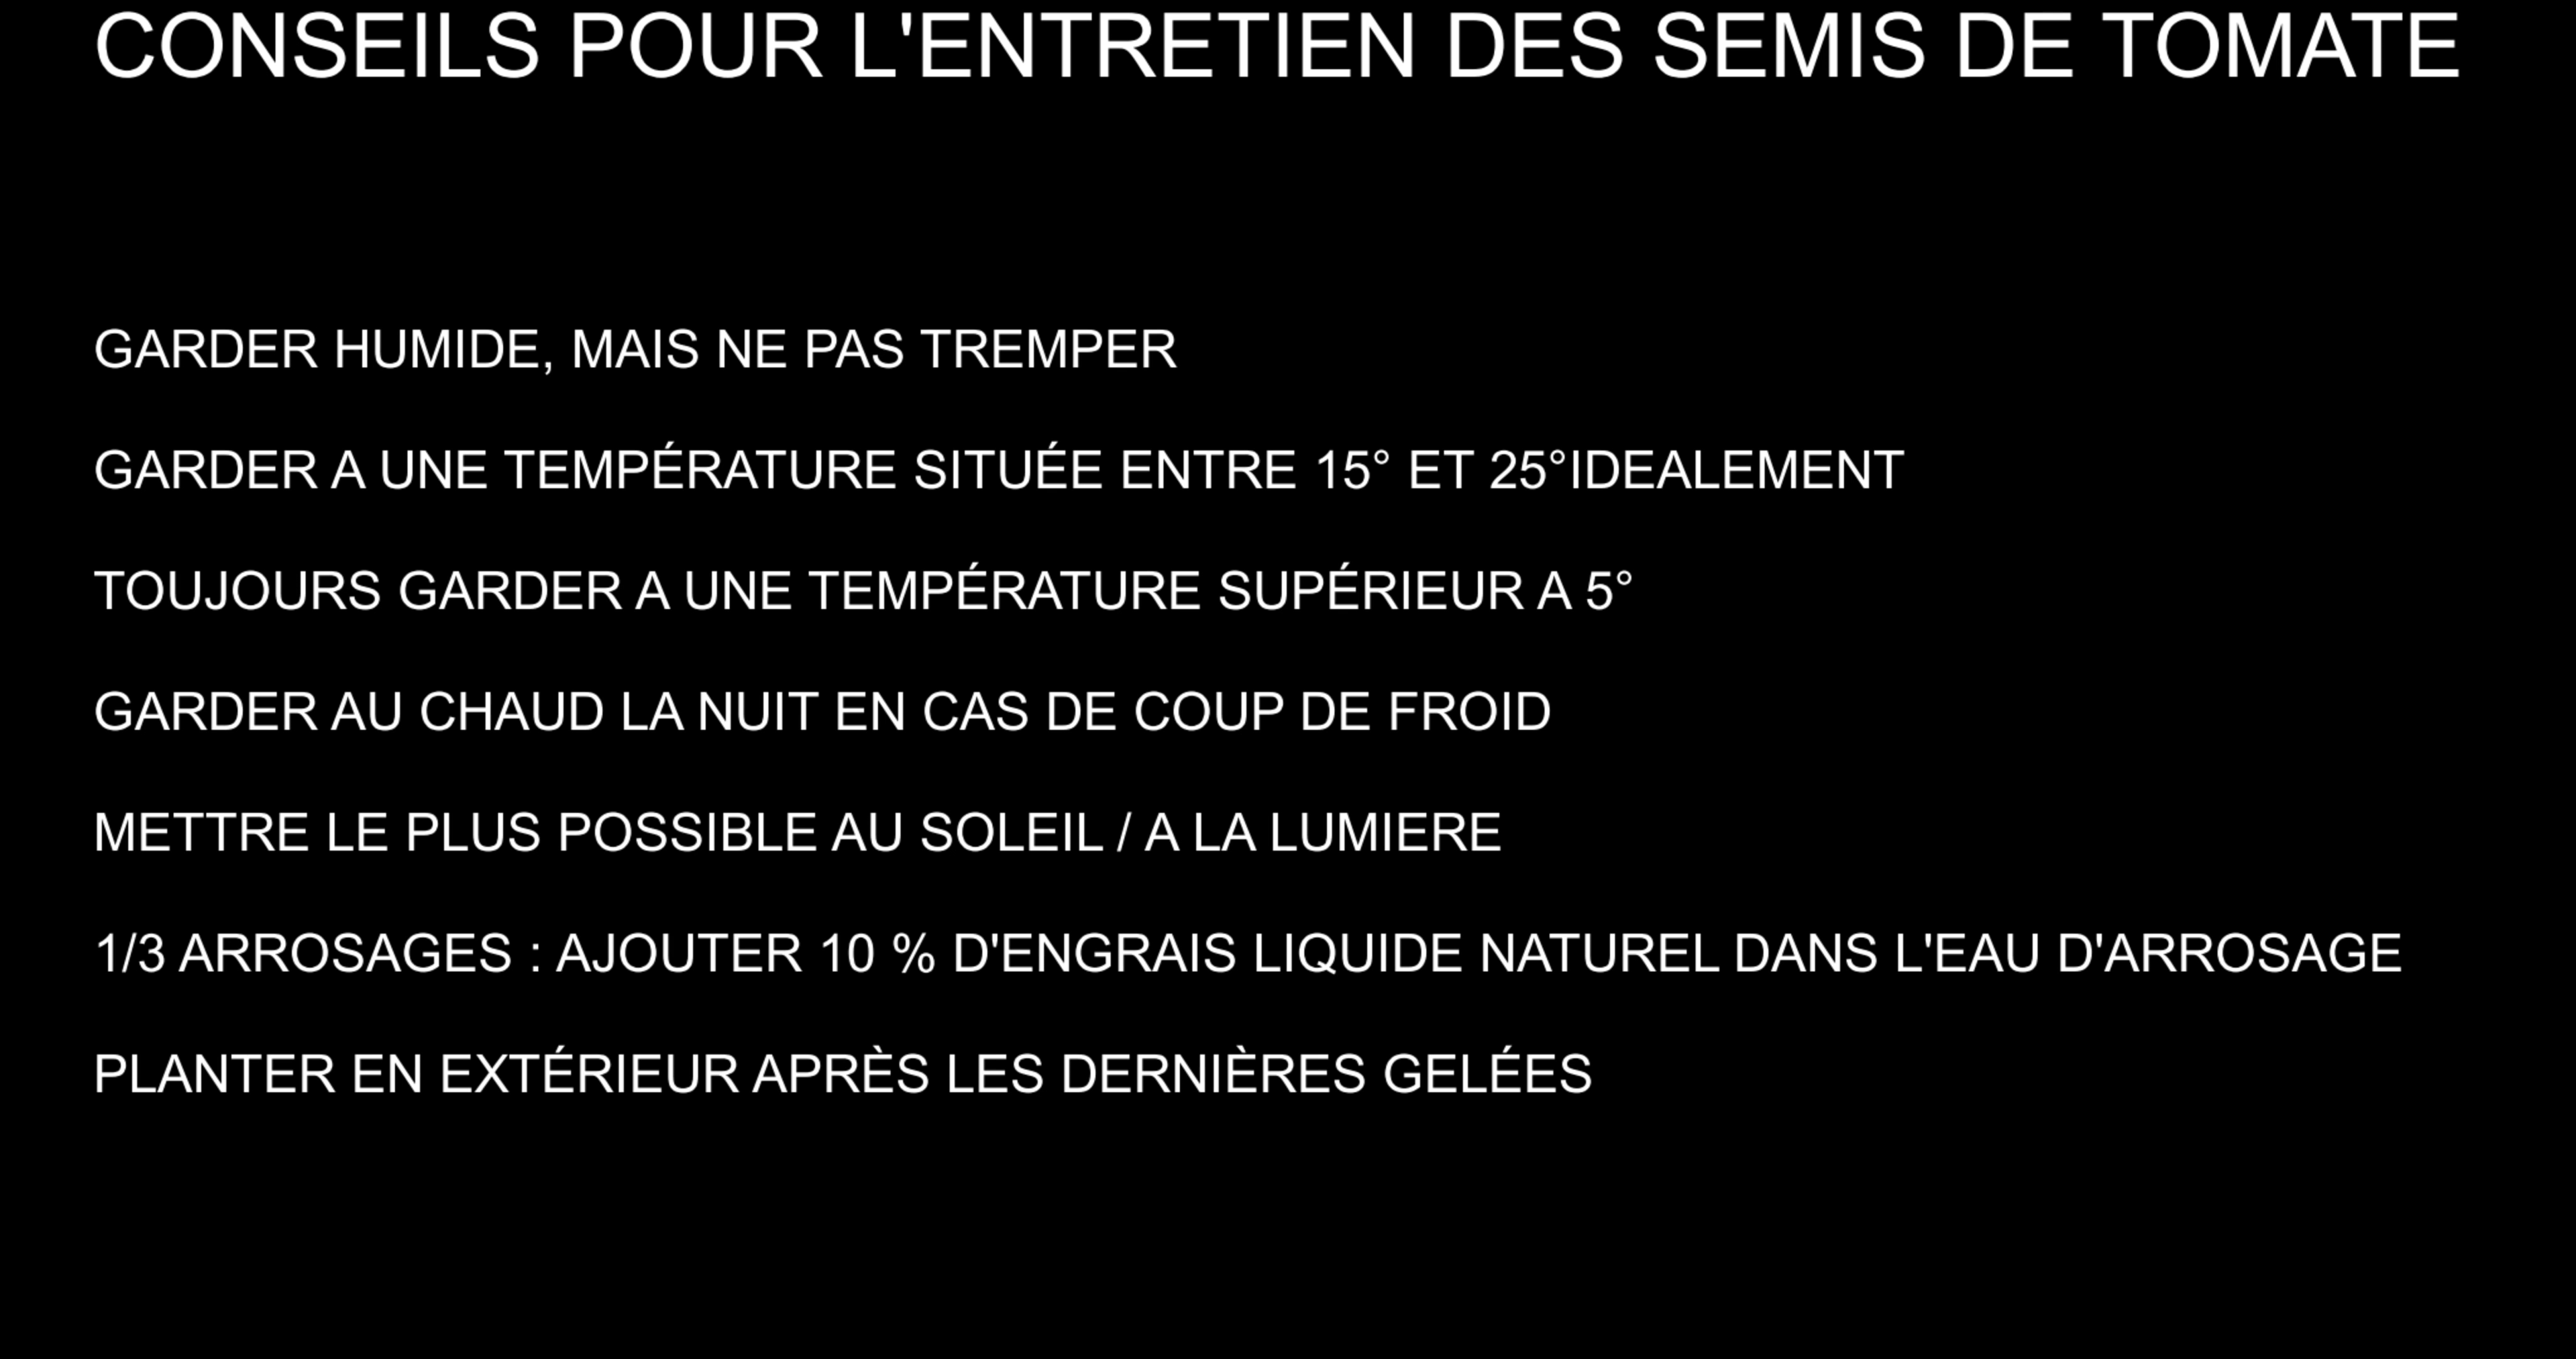 CONSEILS POUR L'ENTRETIEN DES SEMIS DE TOMATE
GARDER HUMIDE, MAIS NE PAS TREMPER
GARDER A UNE TEMPÉRATURE SITUÉE ENTRE 15° ET 25°IDEALEMENT
TOUJOURS GARDER A UNE TEMPÉRATURE SUPÉRIEUR A 5°
GARDER AU CHAUD LA NUIT EN CAS DE COUP DE FROID
METTRE LE PLUS POSSIBLE AU SOLEIL / A LA LUMIERE
1/3 ARROSAGES : AJOUTER 10 % D'ENGRAIS LIQUIDE NATUREL DANS L'EAU D'ARROSAGE
PLANTER EN EXTÉRIEUR APRÈS LES DERNIÈRES GELÉES